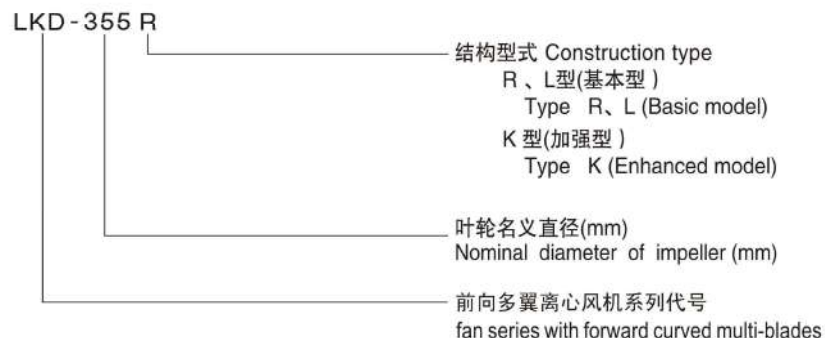 LKD-355 R
结构型式 Construction type
R 、L型(基本型 )
Type R、L (Basic model)
K 型(加强型 )
Type K (Enhanced model)
叶轮名义直径(mm)
Nominal diameter of impeller (mm)
前向多翼离心风机系列代号
fan series with forward curved multi-blades